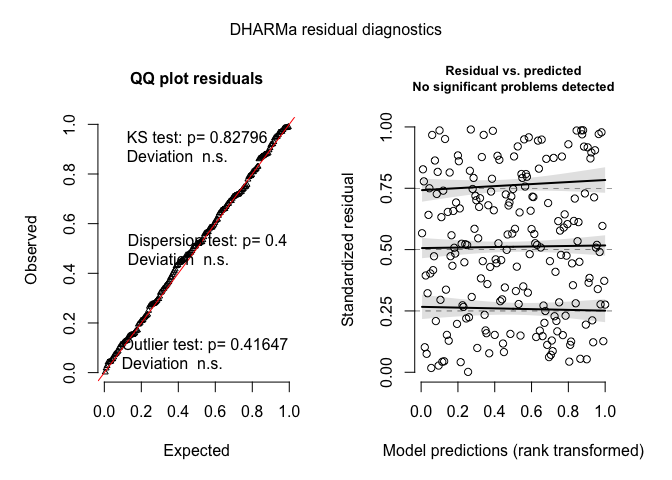 DHARMa residual diagnostics
QQ plot residuals
KS test: p= 0.82796
Deviation n.s.
Dispersion test: p= 0.4
Deviation n.s.
Outlier test: p= 0.41647
Deviation n.s.
Observed
0.0 0.2 0.4 0.6 0.8 1.0
0.0 0.2 0.4 0.6 0.8 1.0
Expected
Residual vs. predicted
No significant problems detected
Standardized residual
0.00 0.25 0.50 0.75 1.00
0.0 0.2 0.4 0.6 0.8 1.0
Model predictions (rank transformed)